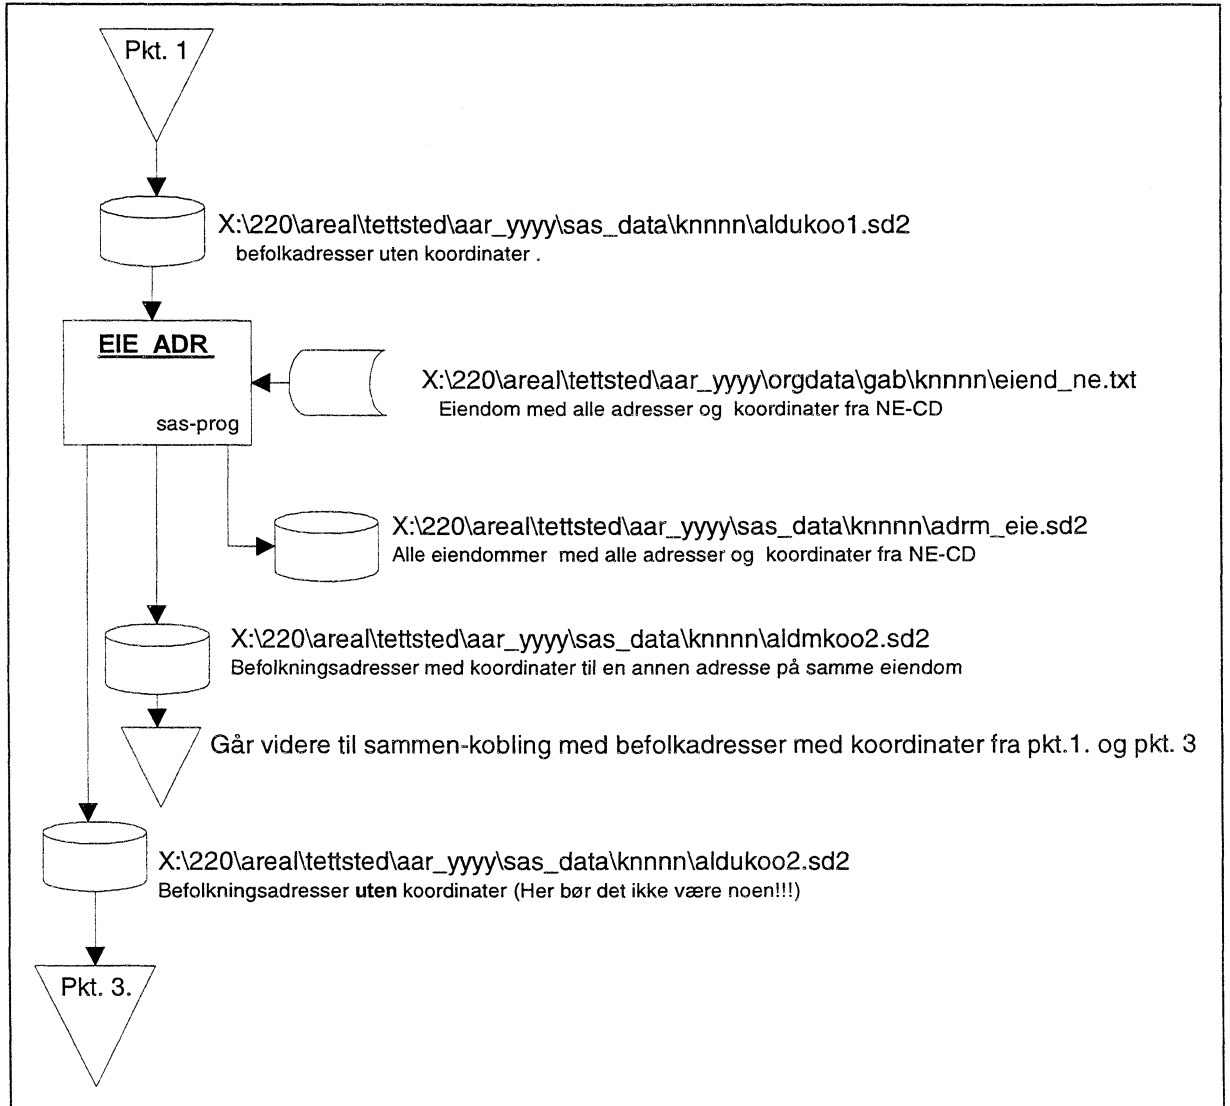 Pkt. 1
X:\220\areal\tettsted\aar_yyyy\sas_data\knnnn\aldukoo1.sd2
befolkadresser uten koordinater .
EIE ADR
sas-prog
X:\220\areal\tettsted\aar_yyyy\orgdata\gab\knnnn\eiend_ne.txt
Eiendom med alle adresser og koordinater fra NE-CD
X:\220\areal\tettsted\aar_yyyy\sas_data\knnnn\adrm_eie.sd2
Alle eiendommer med alle adresser og koordinater fra NE-CD
X:\220\areal\tettsted\aar_yyyy\sas_data\knnnn\aldmkoo2.sd2
Befolkningsadresser med koordinater til en annen adresse på samme eiendom
Går videre til sammen-kobling med befolkadresser med koordinater fra pkt.1. og pkt. 3
X:\220\areal\tettsted\aar_yyyy\sas_data\knnnn\aldukoo2.sd2
Befolkningsadresser uten koordinater (Her bør det ikke være noen!!!)
Pkt. 3.